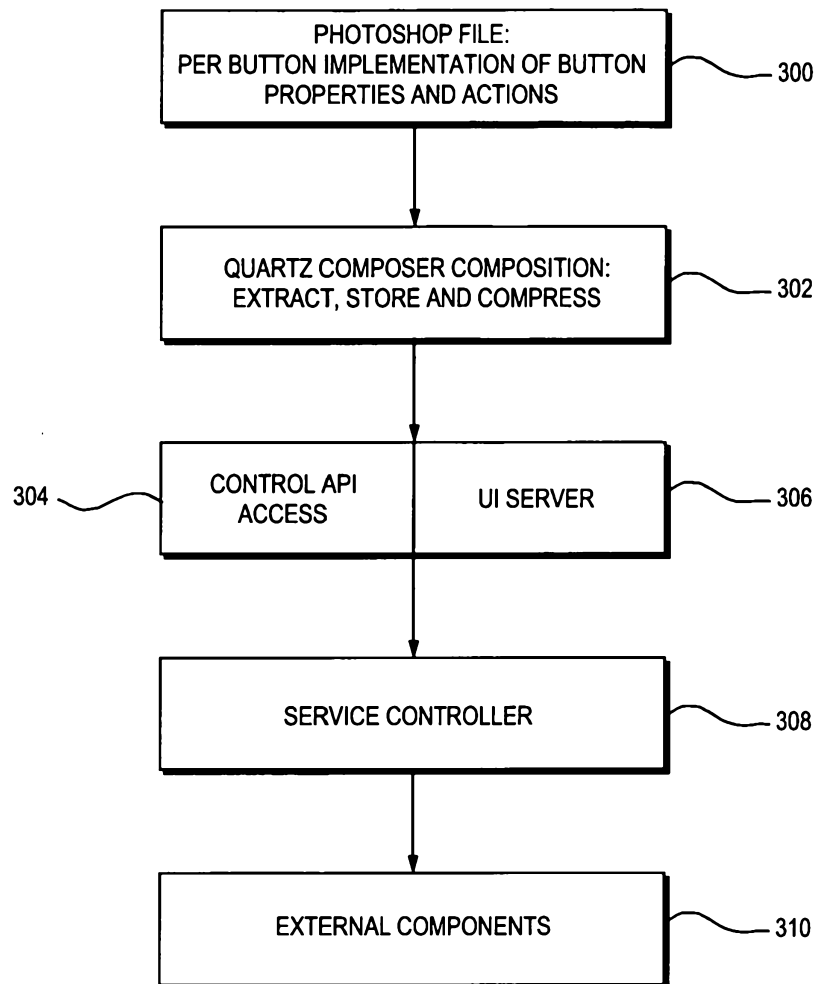 PHOTOSHOP FILE:
PER BUTTON IMPLEMENTATION OF BUTTON
PROPERTIES AND ACTIONS
300
QUARTZ COMPOSER COMPOSITION:
EXTRACT, STORE AND COMPRESS
302
304
CONTROL API
ACCESS
UI SERVER
306
SERVICE CONTROLLER
308
EXTERNAL COMPONENTS
310